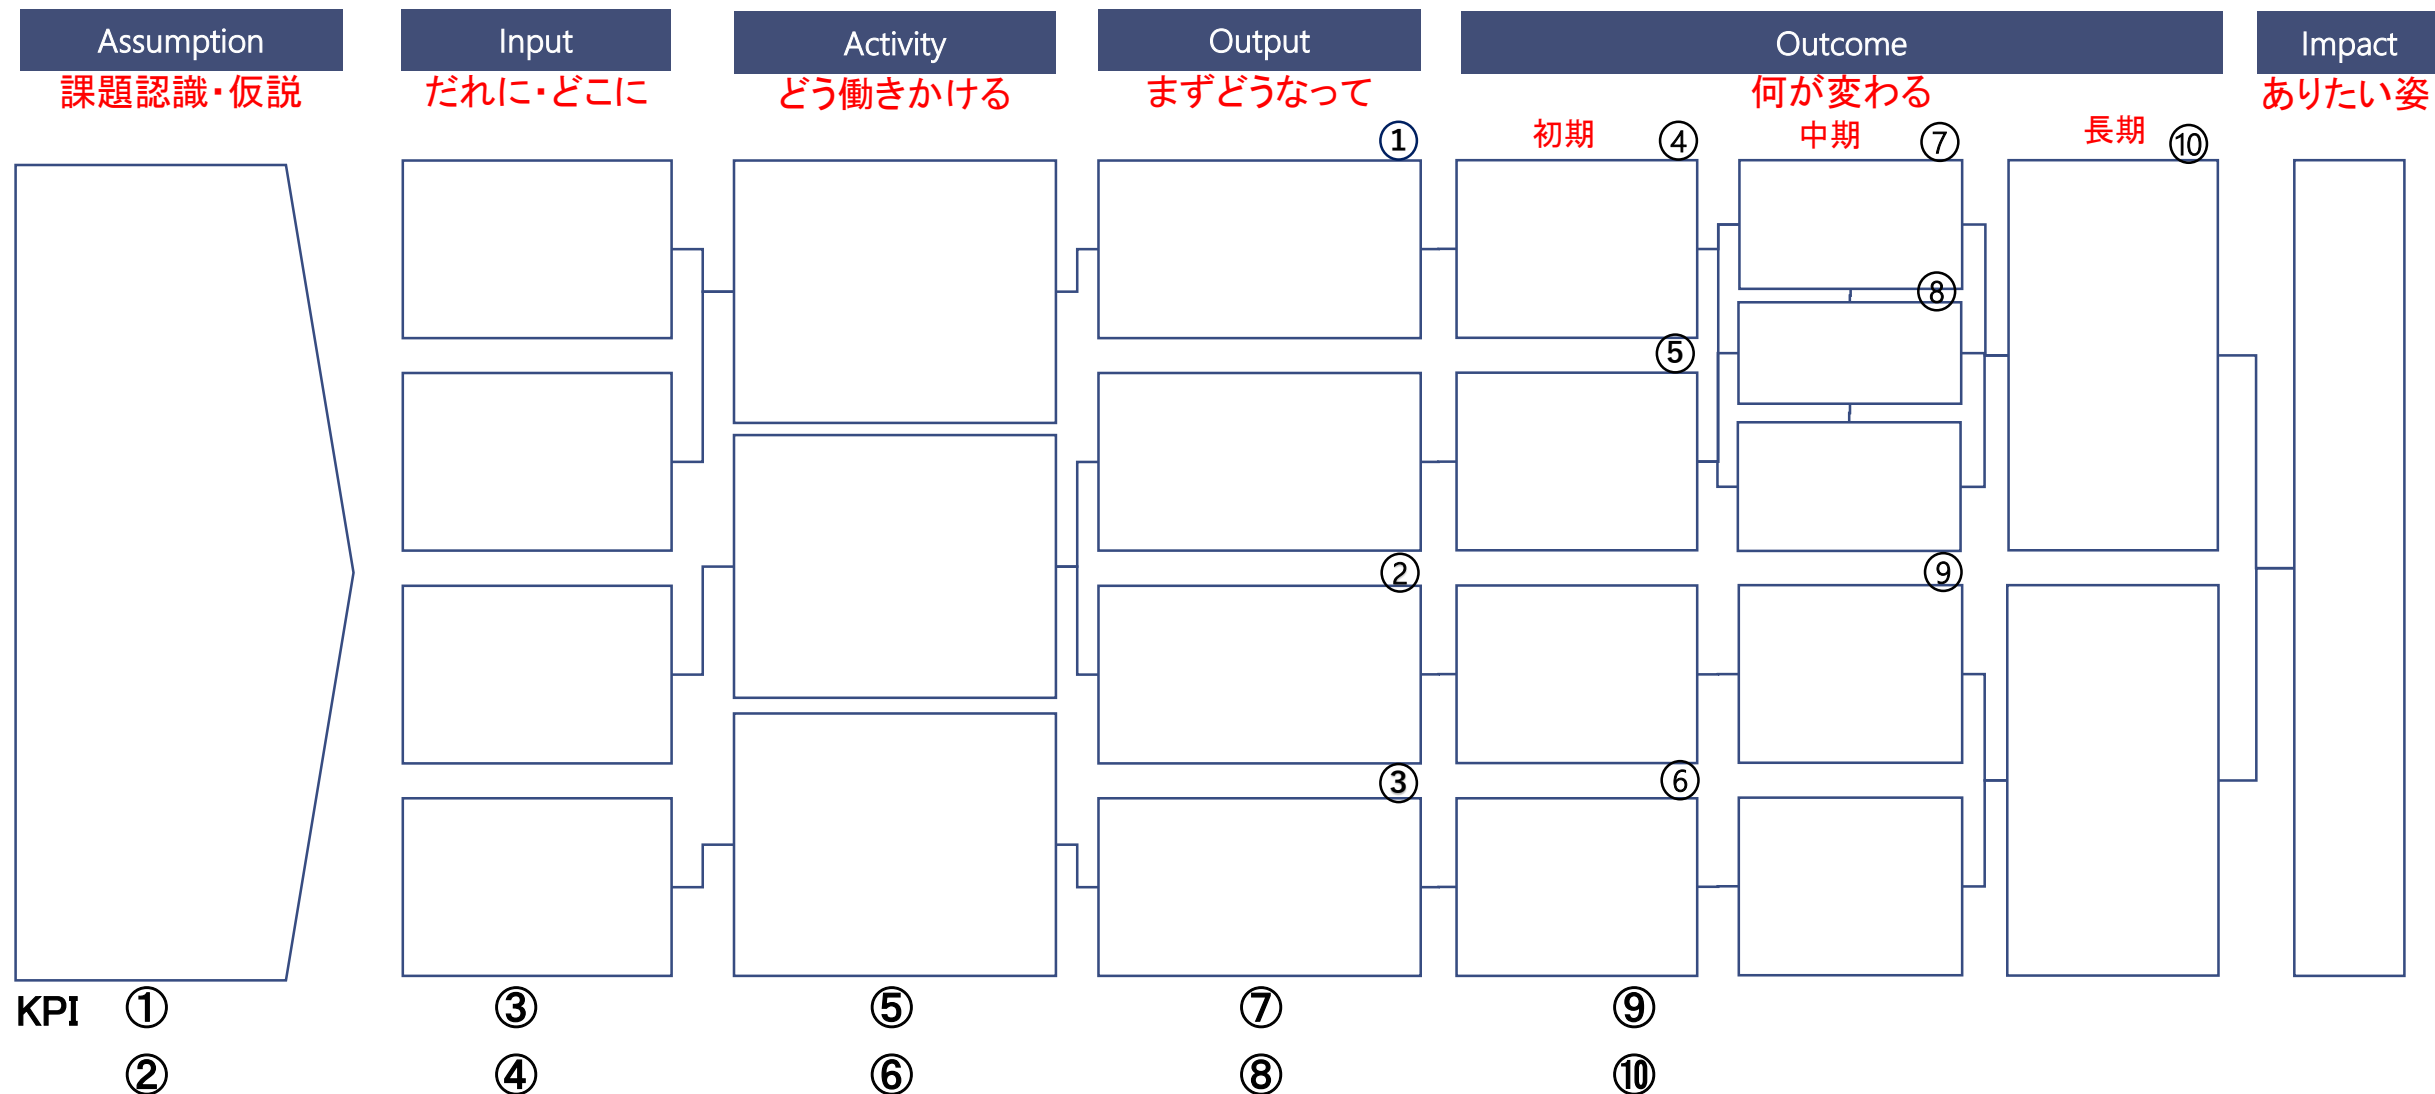 Assumption
Input
Activity
Output
Outcome
Impact
課題認識・仮説
だれに・どこに
どう働きかける
まずどうなって
何が変わる
ありたい姿
初期
中期
長期
①
④
⑦
⑩
⑧
⑤
②
⑨
③
⑥
KPI ① ③ ⑤ ⑦ ⑨
② ④ ⑥ ⑧ ⑩